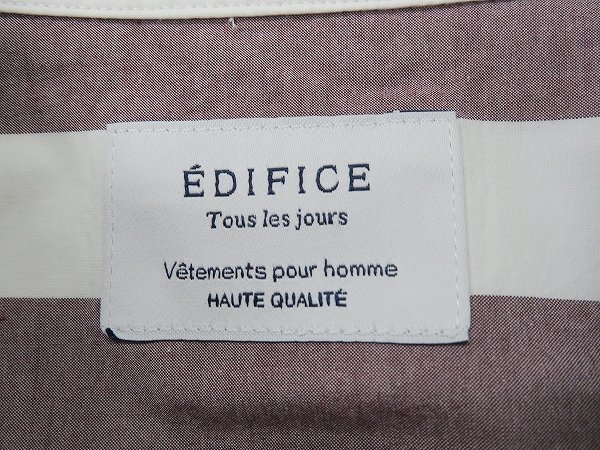 ÉDIFICE
Tous les jours
Vêtements pour homme
HAUTE QUALITÉ